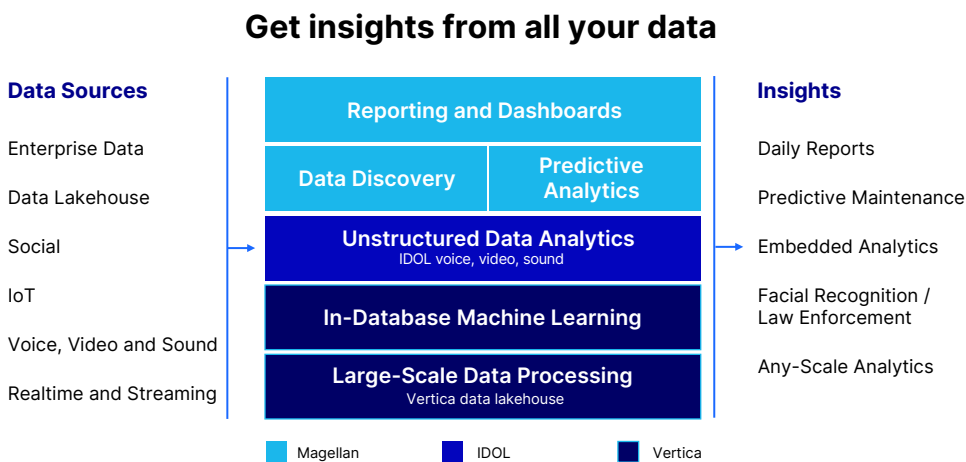 Get insights from all your data
Data Sources
Enterprise Data
Data Lakehouse
Social
IoT
Voice, Video and Sound
Realtime and Streaming
Reporting and Dashboards
Data Discovery
Predictive
Analytics
Unstructured Data Analytics
IDOL voice, video, sound
In-Database Machine Learning
Large-Scale Data Processing
Vertica data lakehouse
Insights
Daily Reports
Predictive Maintenance
Embedded Analytics
Facial Recognition /
Law Enforcement
Any-Scale Analytics
Magellan
IDOL
Vertica